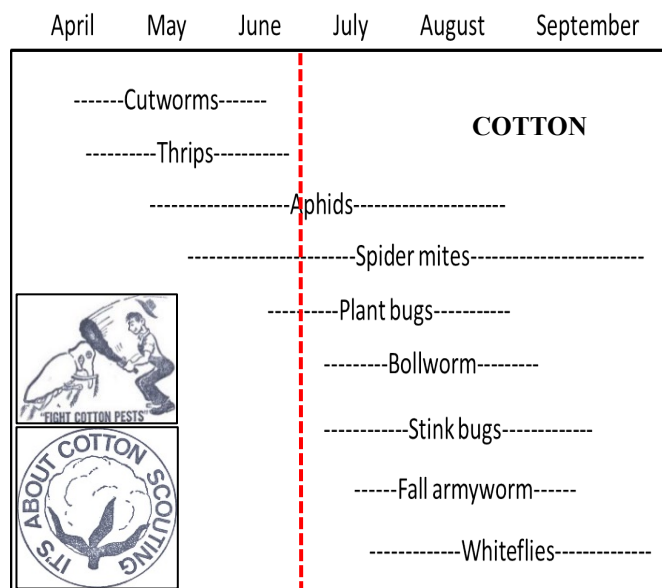 April May June July August September
-------Cutworms-------
COTTON
----------Thrips-----------
--------------------Aphids----------------------
------------------------Spider mites-------------------------
----------Plant bugs-----------
---------Bollworm---------
------------Stink bugs------------
------Fall armyworm------
-------------Whiteflies--------------
"FIGHT COTTON PESTS"
IT'S ABOUT COTTON SCOUTING